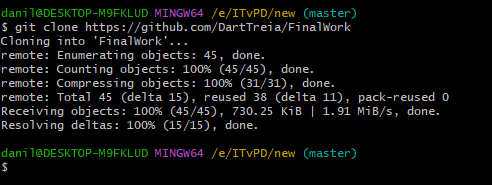 danil@DESKTOP-M9FKLUD MINGW64 /e/ITvPD/new (master)
$ git clone https://github.com/DartTreia/FinalWork
Cloning into 'FinalWork'...
remote: Enumerating objects: 45, done.
remote: Counting objects: 100% (45/45), done.
remote: Compressing objects: 100% (31/31), done.
remote: Total 45 (delta 15), reused 38 (delta 11), pack-reused 0
Receiving objects: 100% (45/45), 730.25 KiB | 1.91 MiB/s, done.
Resolving deltas: 100% (15/15), done.
danil@DESKTOP-M9FKLUD MINGW64 /e/ITvPD/new (master)
$